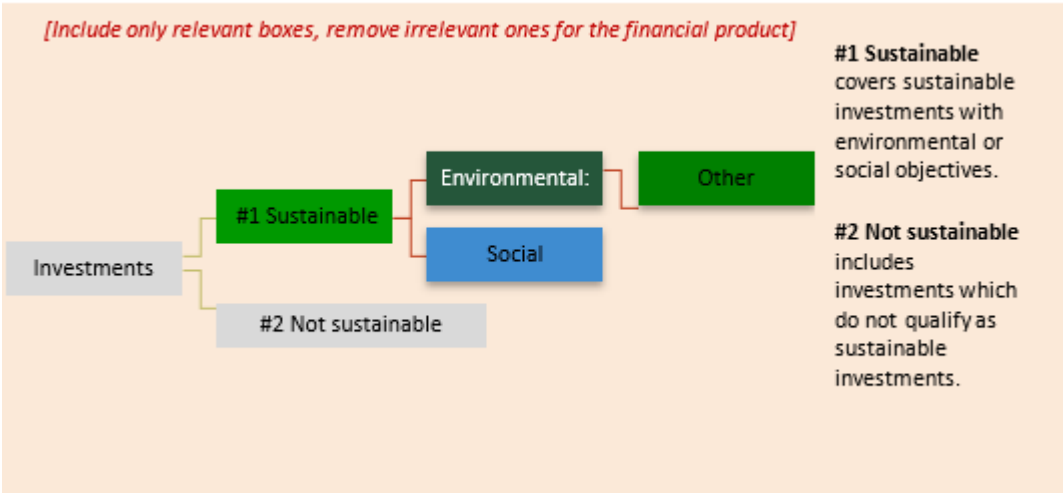 [Include only relevant boxes, remove irrelevant ones for the financial product]
Investments
#1 Sustainable
#2 Not sustainable
Environmental:
Social
Other
#1 Sustainable
covers sustainable
investments with
environmental or
social objectives.
#2 Not sustainable
includes
investments which
do not qualify as
sustainable
investments.